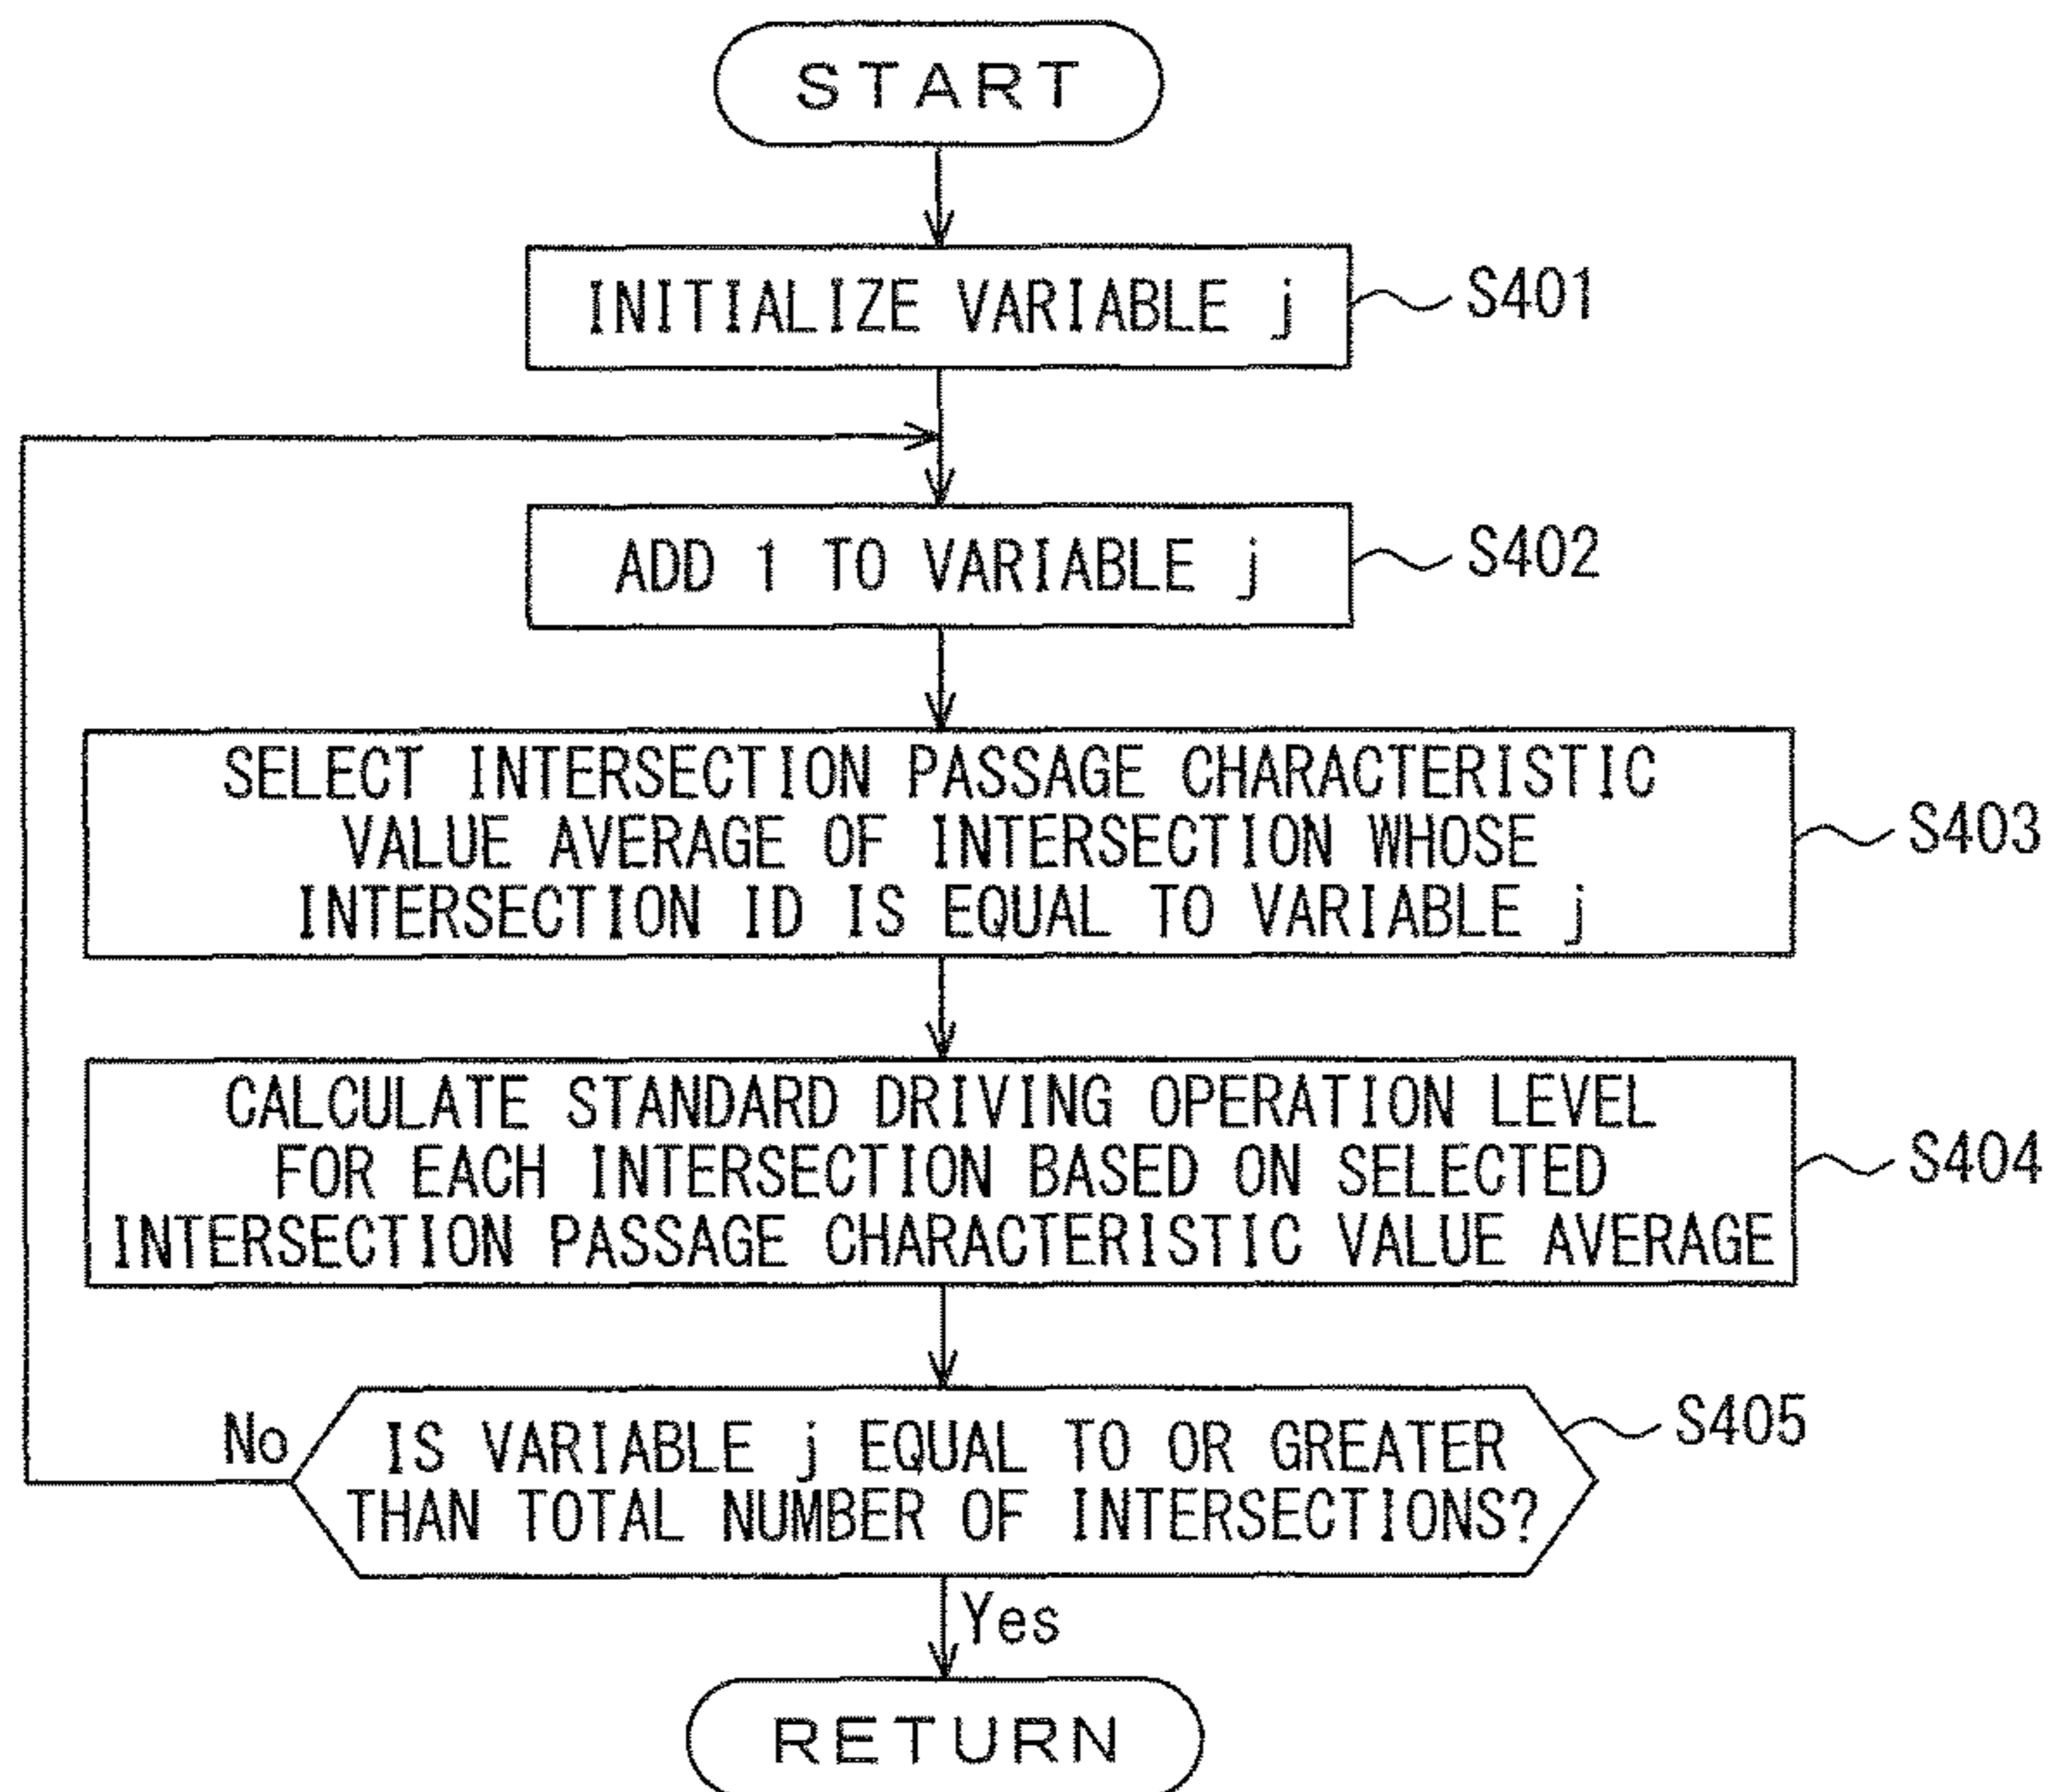 START
INITIALIZE VARIABLE j
S401
ADD 1 TO VARIABLE j
S402
SELECT INTERSECTION PASSAGE CHARACTERISTIC
VALUE AVERAGE OF INTERSECTION WHOSE
INTERSECTION ID IS EQUAL TO VARIABLE j
S403
CALCULATE STANDARD DRIVING OPERATION LEVEL
FOR EACH INTERSECTION BASED ON SELECTED
INTERSECTION PASSAGE CHARACTERISTIC VALUE AVERAGE
S404
No
IS VARIABLE j EQUAL TO OR GREATER
THAN TOTAL NUMBER OF INTERSECTIONS?
S405
Yes
RETURN